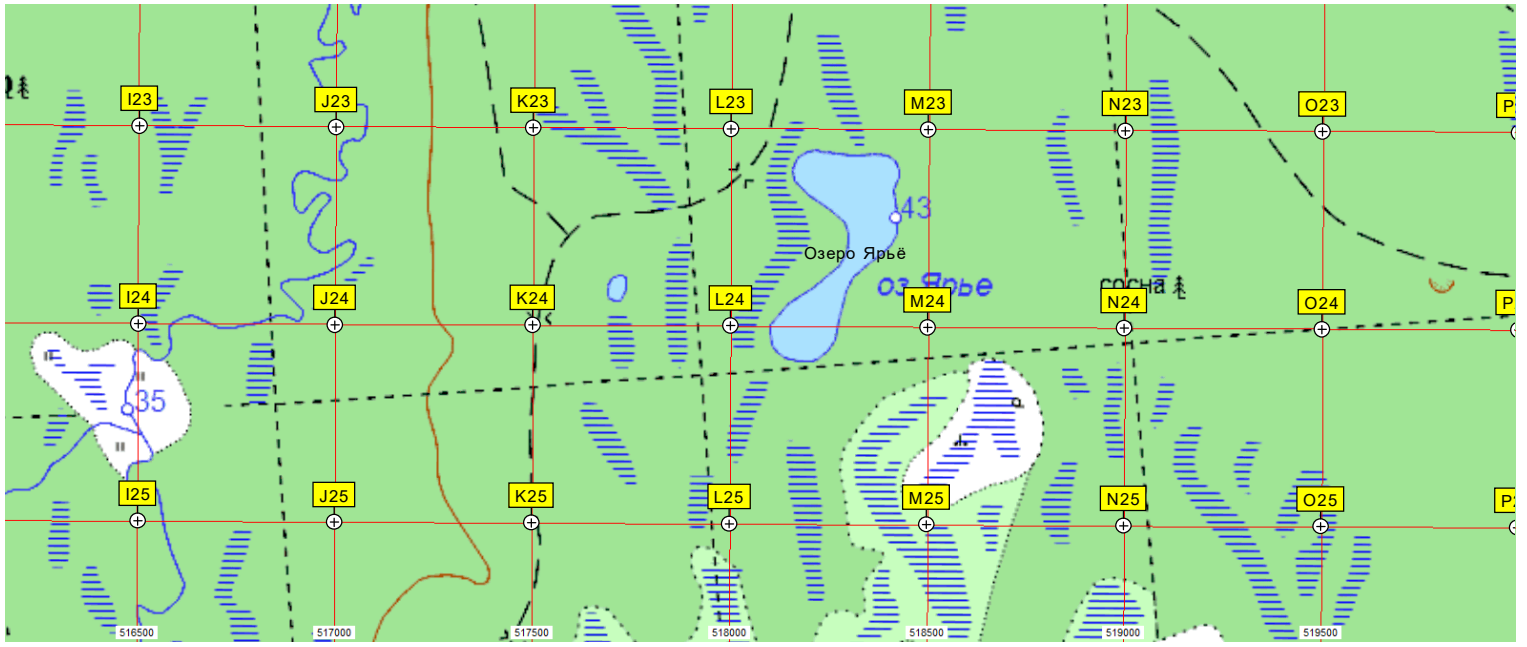 I23 J23 K23 L23 M23 N23 O23
43
Озеро Ярьё
оз Ярье
сосна
I24 J24 K24 L24 M24 N24 O24
35
I25 J25 K25 L25 M25 N25 O25
516500 517000 517500 518000 518500 519000 519500